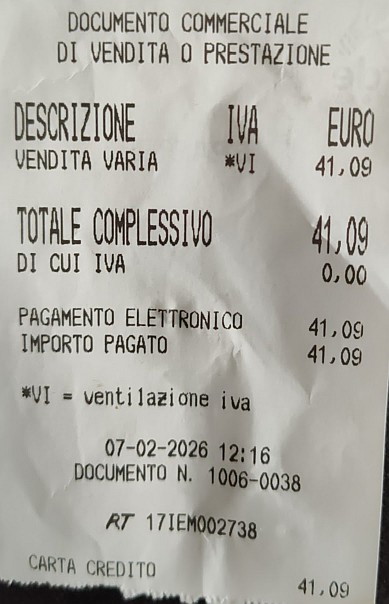 DOCUMENTO COMMERCIALE
DI VENDITA O PRESTAZIONE
DESCRIZIONE IVA EURO
VENDITA VARIA *VI 41,09
TOTALE COMPLESSIVO 41,09
DI CUI IVA 0,00
PAGAMENTO ELETTRONICO 41,09
IMPORTO PAGATO 41,09
*VI = ventilazione iva
07-02-2026 12:16
DOCUMENTO N. 1006-0038
RT 17IEM002738
CARTA CREDITO 41,09